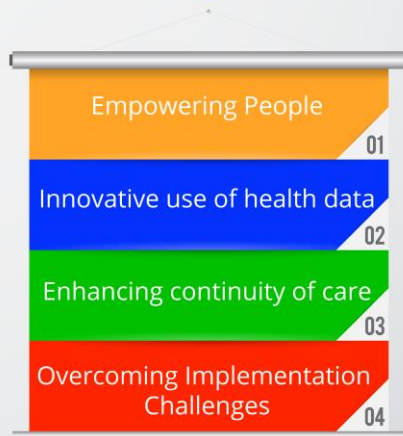 Empowering People
01
Innovative use of health data
02
Enhancing continuity of care
03
Overcoming Implementation
Challenges
04